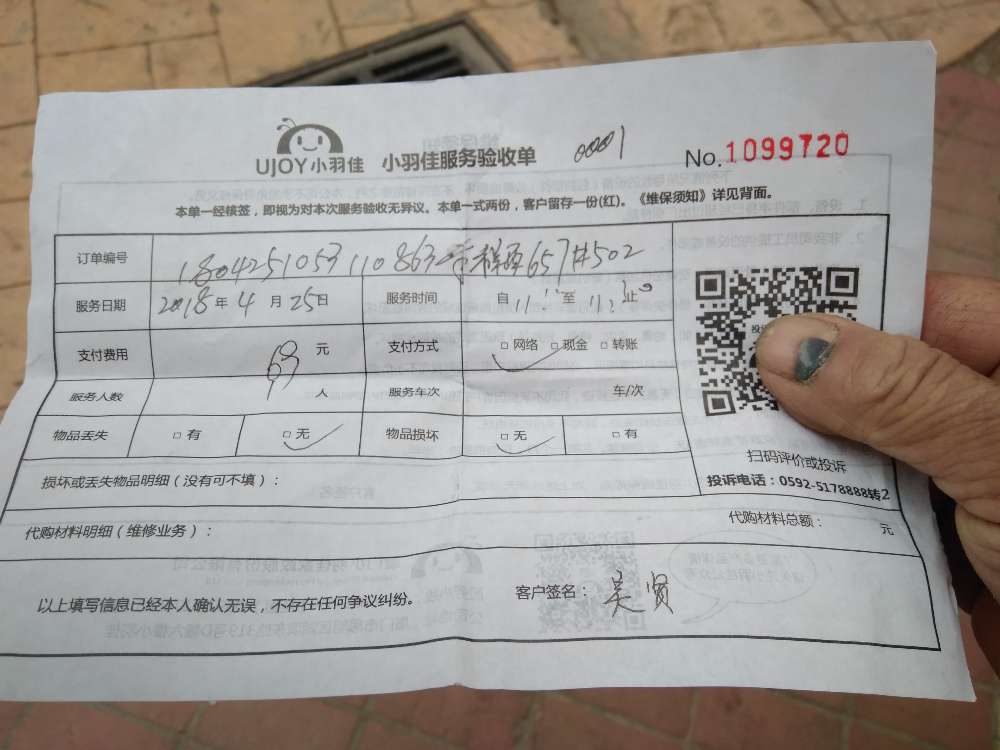 UJOY小羽佳 小羽佳服务验收单 0001 No.1099720
本单一经核签，即视为对本次服务验收无异议。本单一式两份，客户留存一份(红)。《维保须知》详见背面。
订单编号 1804251053110863 657#502
服务日期 2018年4月25日 服务时间 自 11: 至 11: 止
支付费用 69元 支付方式 □网络 □现金 □转账
服务人数 人 服务车次 车/次
物品丢失 □有 □无 物品损坏 □无 □有
扫码评价或投诉
投诉电话：0592-5178888转2
损坏或丢失物品明细（没有可不填）：
代购材料明细（维修业务）： 代购材料总额： 元
以上填写信息已经本人确认无误，不存在任何争议纠纷。 客户签名： 吴贤